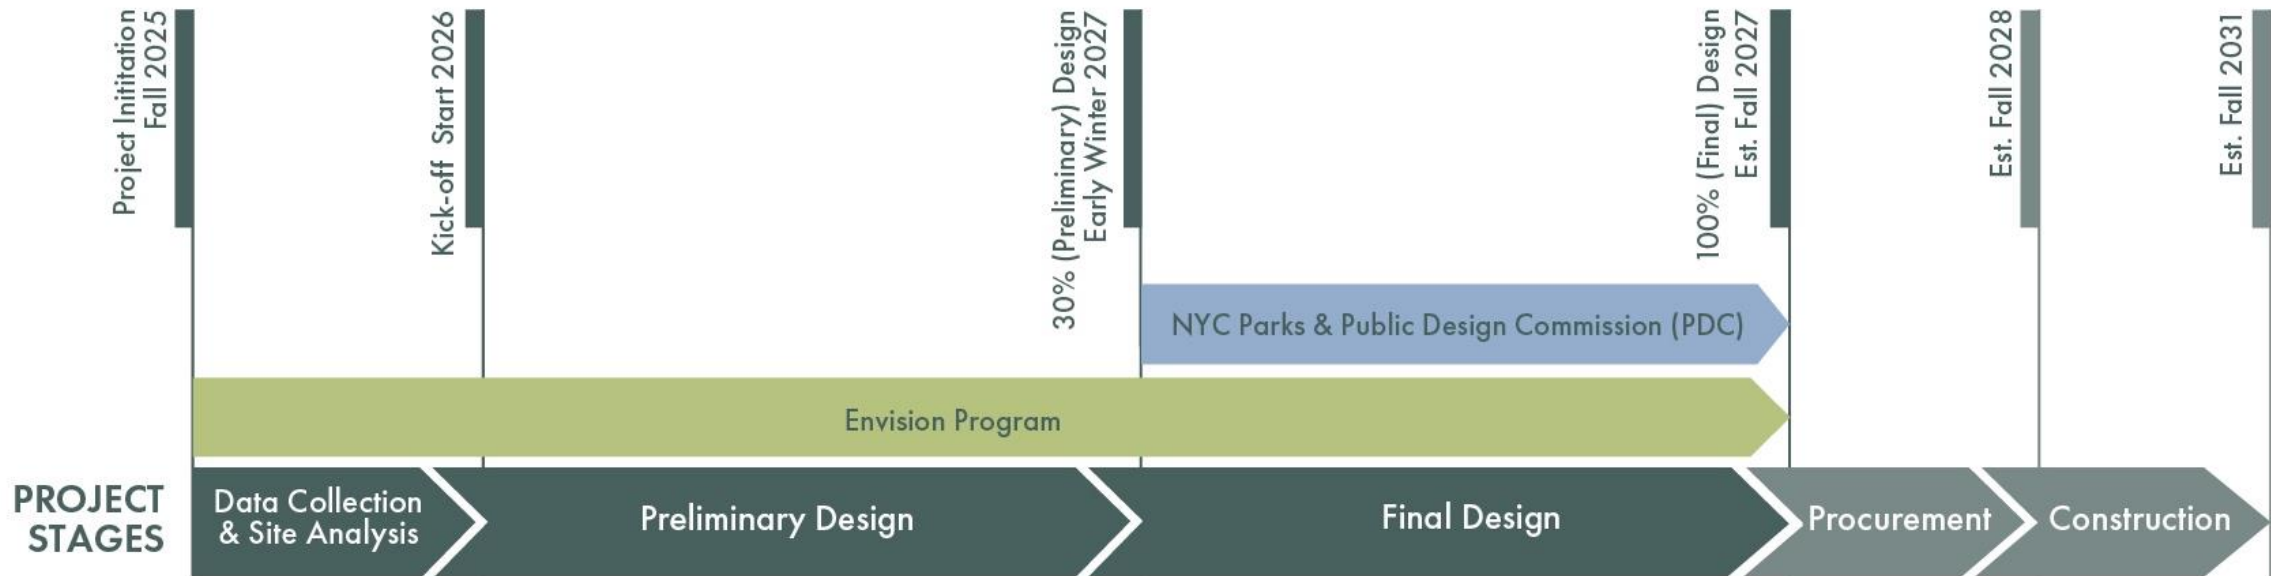 Project Inititation
Fall 2025
Kick-off  Start 2026
30% (Preliminary) Design
Early Winter 2027
100% (Final) Design
Est. Fall 2027
Est. Fall 2028
Est. Fall 2031
NYC Parks & Public Design Commission (PDC)
Envision Program
PROJECT
STAGES
Data Collection
& Site Analysis
Preliminary Design
Final Design
Procurement
Construction